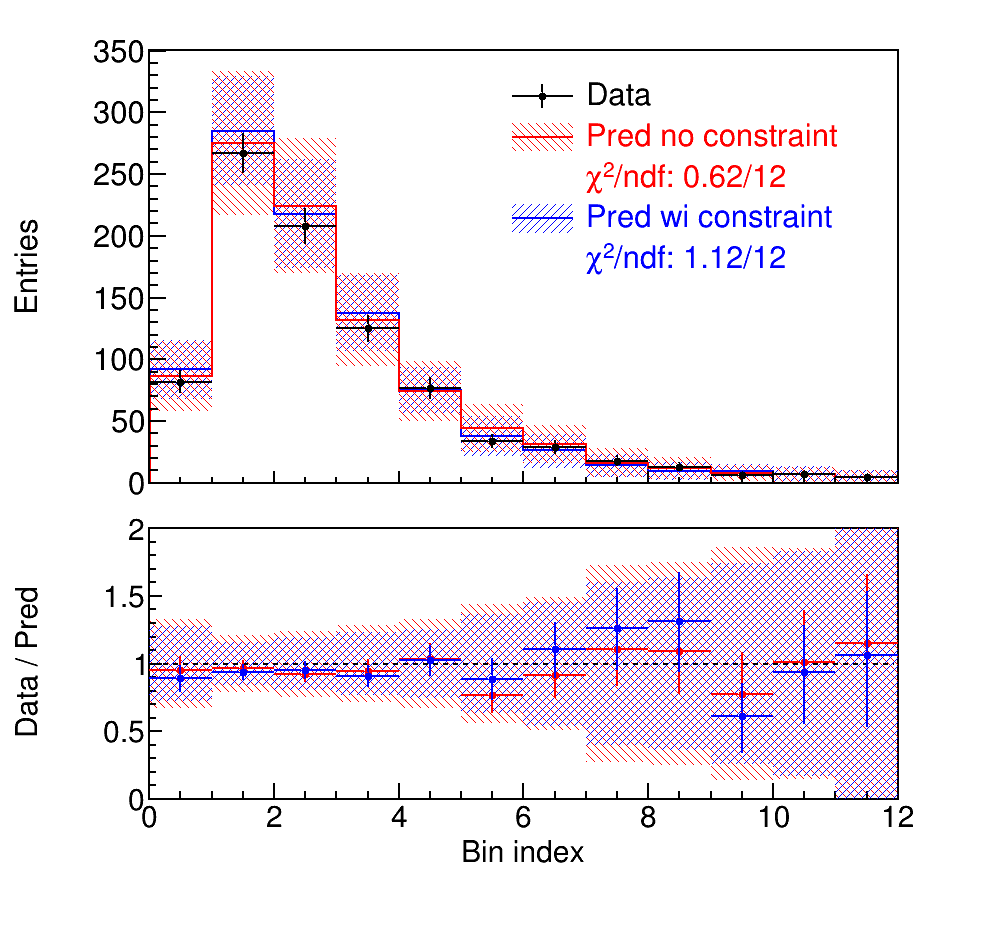 350
300
250
200
150
100
50
0
Entries
Data
Pred no constraint
χ²/ndf: 0.62/12
Pred wi constraint
χ²/ndf: 1.12/12
2
1.5
1
0.5
0
Data / Pred
0 2 4 6 8 10 12
Bin index